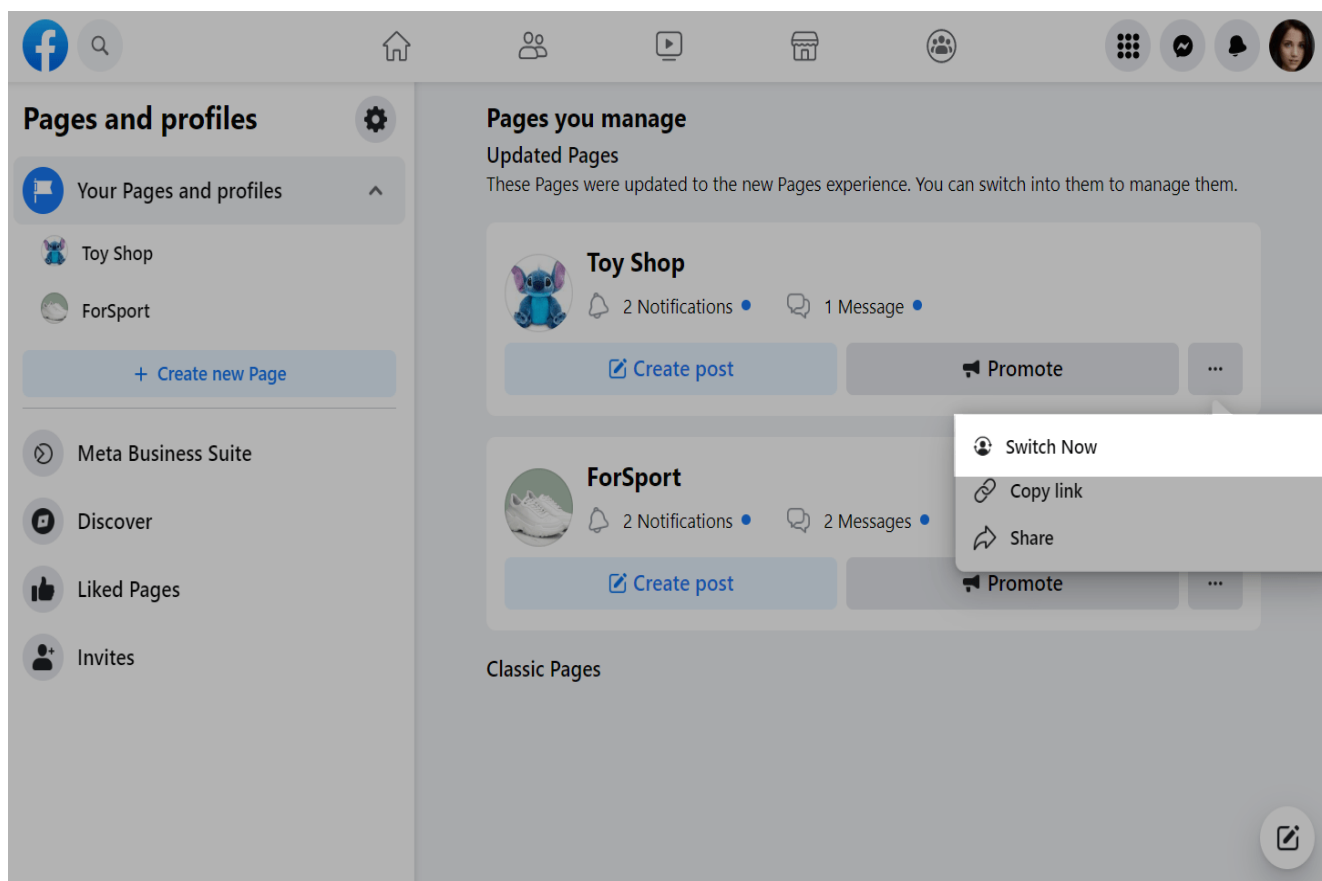 Pages and profiles
Your Pages and profiles
Toy Shop
ForSport
+ Create new Page
Meta Business Suite
Discover
Liked Pages
Invites
Pages you manage
Updated Pages
These Pages were updated to the new Pages experience. You can switch into them to manage them.
Toy Shop
2 Notifications • 1 Message •
Create post Promote ...
Switch Now
Copy link
Share
ForSport
2 Notifications • 2 Messages •
Create post Promote ...
Classic Pages